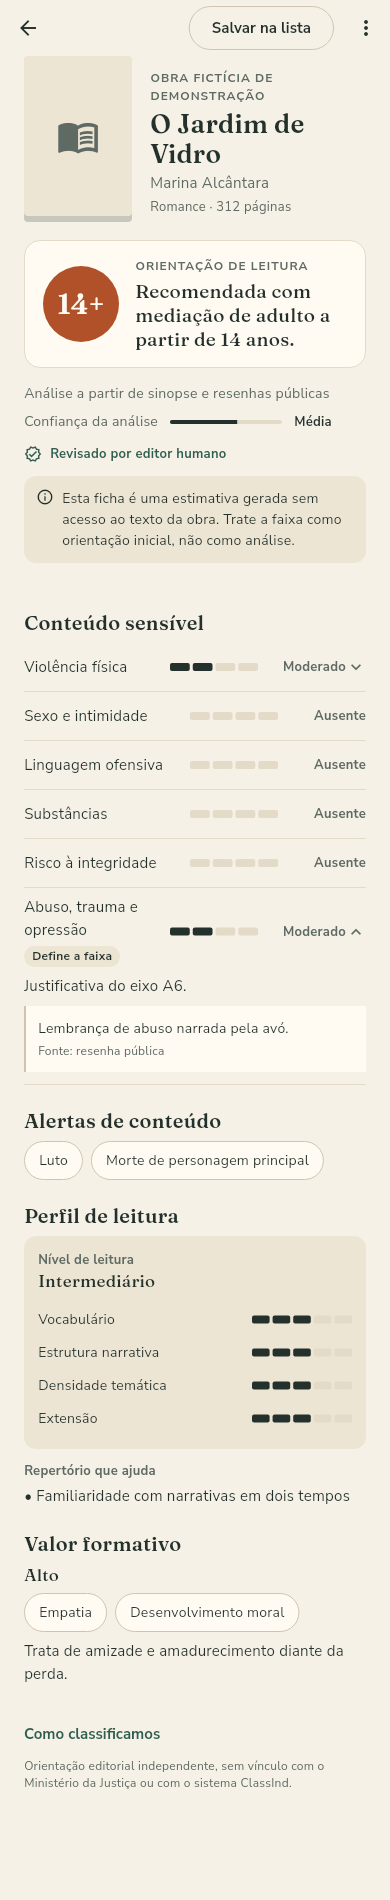 Salvar na lista
OBRA FICTÍCIA DE
DEMONSTRAÇÃO
O Jardim de
Vidro
Marina Alcântara
Romance · 312 páginas
14+
ORIENTAÇÃO DE LEITURA
Recomendada com
mediação de adulto a
partir de 14 anos.
Análise a partir de sinopse e resenhas públicas
Confiança da análise Média
Revisado por editor humano
Esta ficha é uma estimativa gerada sem
acesso ao texto da obra. Trate a faixa como
orientação inicial, não como análise.
Conteúdo sensível
Violência física Moderado
Sexo e intimidade Ausente
Linguagem ofensiva Ausente
Substâncias Ausente
Risco à integridade Ausente
Abuso, trauma e
opressão Moderado
Define a faixa
Justificativa do eixo A6.
Lembrança de abuso narrada pela avó.
Fonte: resenha pública
Alertas de conteúdo
Luto Morte de personagem principal
Perfil de leitura
Nível de leitura
Intermediário
Vocabulário
Estrutura narrativa
Densidade temática
Extensão
Repertório que ajuda
• Familiaridade com narrativas em dois tempos
Valor formativo
Alto
Empatia Desenvolvimento moral
Trata de amizade e amadurecimento diante da
perda.
Como classificamos
Orientação editorial independente, sem vínculo com o
Ministério da Justiça ou com o sistema ClassInd.